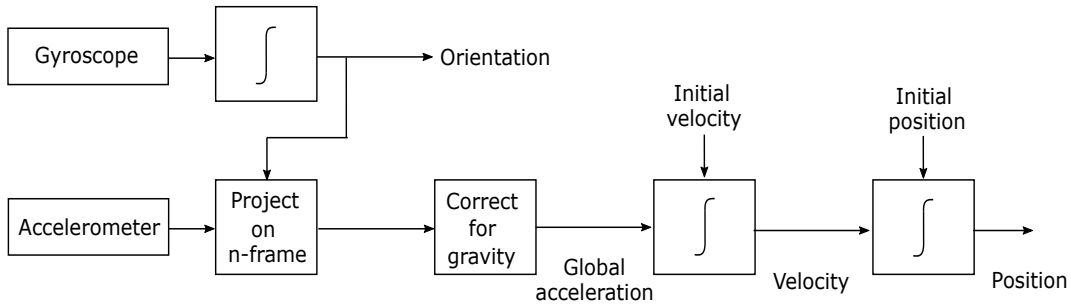 Gyroscope
∫
Orientation
Initial
velocity
Initial
position
Accelerometer
Project
on
n-frame
Correct
for
gravity
Global
acceleration
∫
Velocity
∫
Position